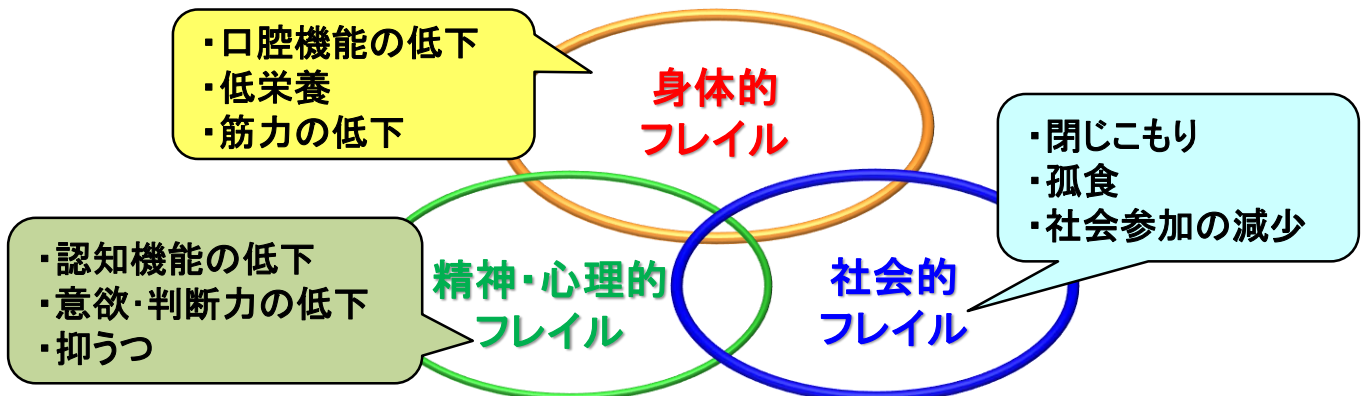 ・口腔機能の低下
・低栄養
・筋力の低下
身体的
フレイル
・閉じこもり
・孤食
・社会参加の減少
・認知機能の低下
・意欲・判断力の低下
・抑うつ
精神・心理的
フレイル
社会的
フレイル